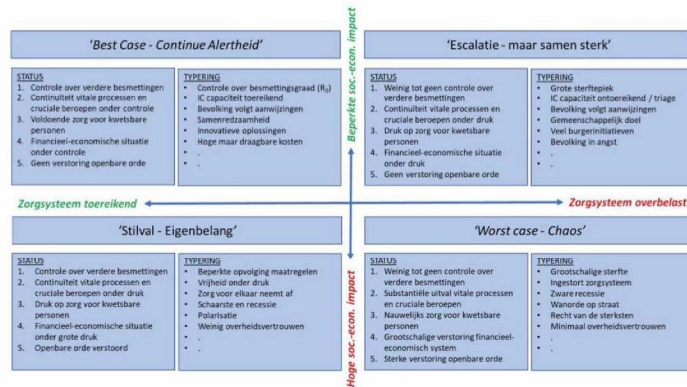 Beperkte soc.-econ. impact
'Best Case - Continue Alertheid'
STATUS
1. Controle over verdere besmettingen
2. Continuïteit vitale processen en
cruciale beroepen onder controle
3. Voldoende zorg voor kwetsbare
personen
4. Financieel-economische situatie
onder controle
5. Geen verstoring openbare orde
TYPERING
• Controle over besmettingsgraad (R0)
• IC capaciteit toereikend
• Bevolking volgt aanwijzingen
• Samenredzaamheid
• Innovatieve oplossingen
• Hoge maar draagbare kosten
• .
• .
'Escalatie - maar samen sterk'
STATUS
1. Weinig tot geen controle over
verdere besmettingen
2. Continuïteit vitale processen en
cruciale beroepen onder druk
3. Druk op zorg voor kwetsbare
personen
4. Financieel-economische situatie
onder druk
5. Geen verstoring openbare orde
TYPERING
• Grote sterftepiek
• IC capaciteit ontoereikend / triage
• Bevolking volgt aanwijzingen
• Gemeenschappelijk doel
• Veel burgerinitiatieven
• Bevolking in angst
• .
• .
Zorgsysteem toereikend
Zorgsysteem overbelast
'Stilval - Eigenbelang'
STATUS
1. Controle over verdere besmettingen
2. Continuïteit vitale processen en
cruciale beroepen onder druk
3. Druk op zorg voor kwetsbare
personen
4. Financieel-economische situatie
onder grote druk
5. Openbare orde verstoord
TYPERING
• Beperkte opvolging maatregelen
• Vrijheid onder druk
• Zorg voor elkaar neemt af
• Schaarste en recessie
• Polarisatie
• Weinig overheidsvertrouwen
• .
• .
'Worst case - Chaos'
STATUS
1. Weinig tot geen controle over
verdere besmettingen
2. Substantiële uitval vitale processen
en cruciale beroepen
3. Nauwelijks zorg voor kwetsbare
personen
4. Grootschalige verstoring financieel-
economisch system
5. Sterke verstoring openbare orde
TYPERING
• Grootschalige sterfte
• Ingestort zorgsysteem
• Zware recessie
• Wanorde op straat
• Recht van de sterksten
• Minimaal overheidsvertrouwen
• .
• .
Hoge soc.-econ. impact